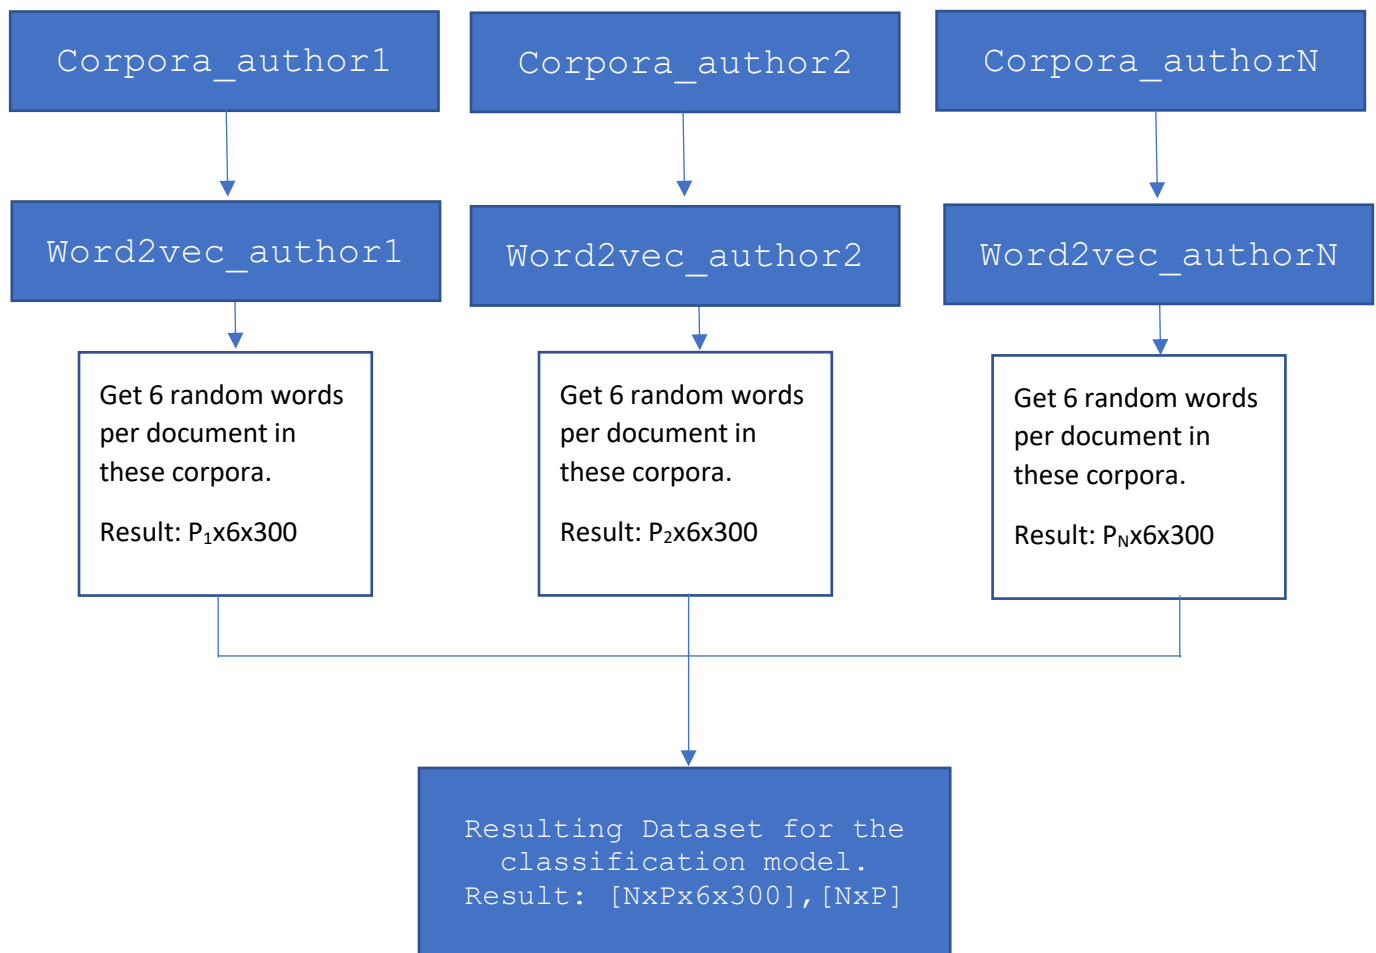 Corpora_author1
Corpora_author2
Corpora_authorN
Word2vec_author1
Word2vec_author2
Word2vec_authorN
Get 6 random words
per document in
these corpora.
Result: P₁x6x300
Get 6 random words
per document in
these corpora.
Result: P₂x6x300
Get 6 random words
per document in
these corpora.
Result: PNx6x300
Resulting Dataset for the
classification model.
Result: [NxPx6x300],[NxP]